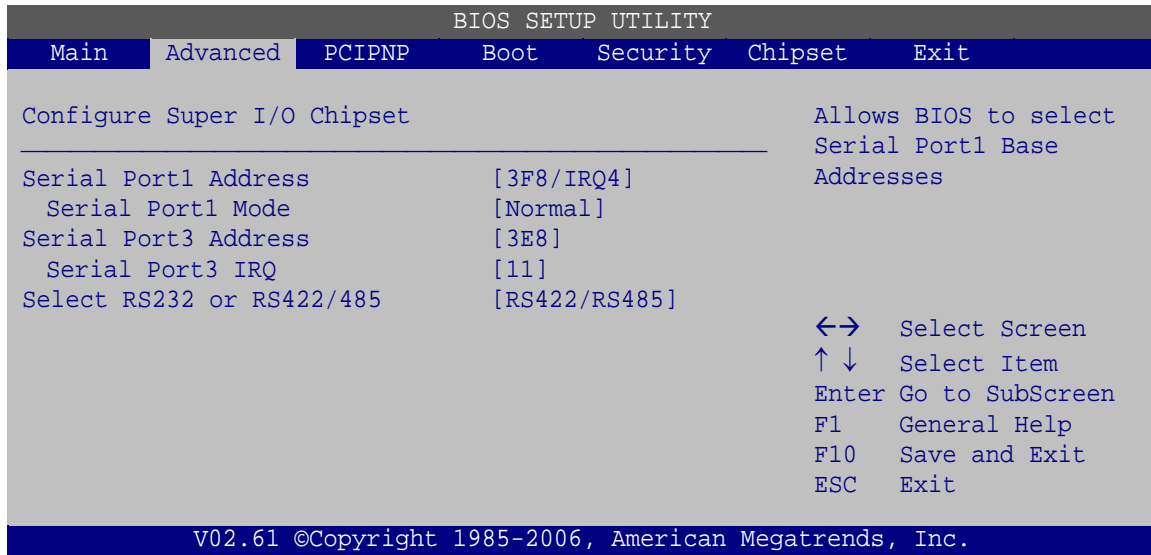 BIOS SETUP UTILITY
Main Advanced PCIPNP Boot Security Chipset Exit
Configure Super I/O Chipset
Serial Port1 Address [3F8/IRQ4]
Serial Port1 Mode [Normal]
Serial Port3 Address [3E8]
Serial Port3 IRQ [11]
Select RS232 or RS422/485 [RS422/RS485]
Allows BIOS to select
Serial Port1 Base
Addresses
←→ Select Screen
↑ ↓ Select Item
Enter Go to SubScreen
F1 General Help
F10 Save and Exit
ESC Exit
V02.61 ©Copyright 1985-2006, American Megatrends, Inc.